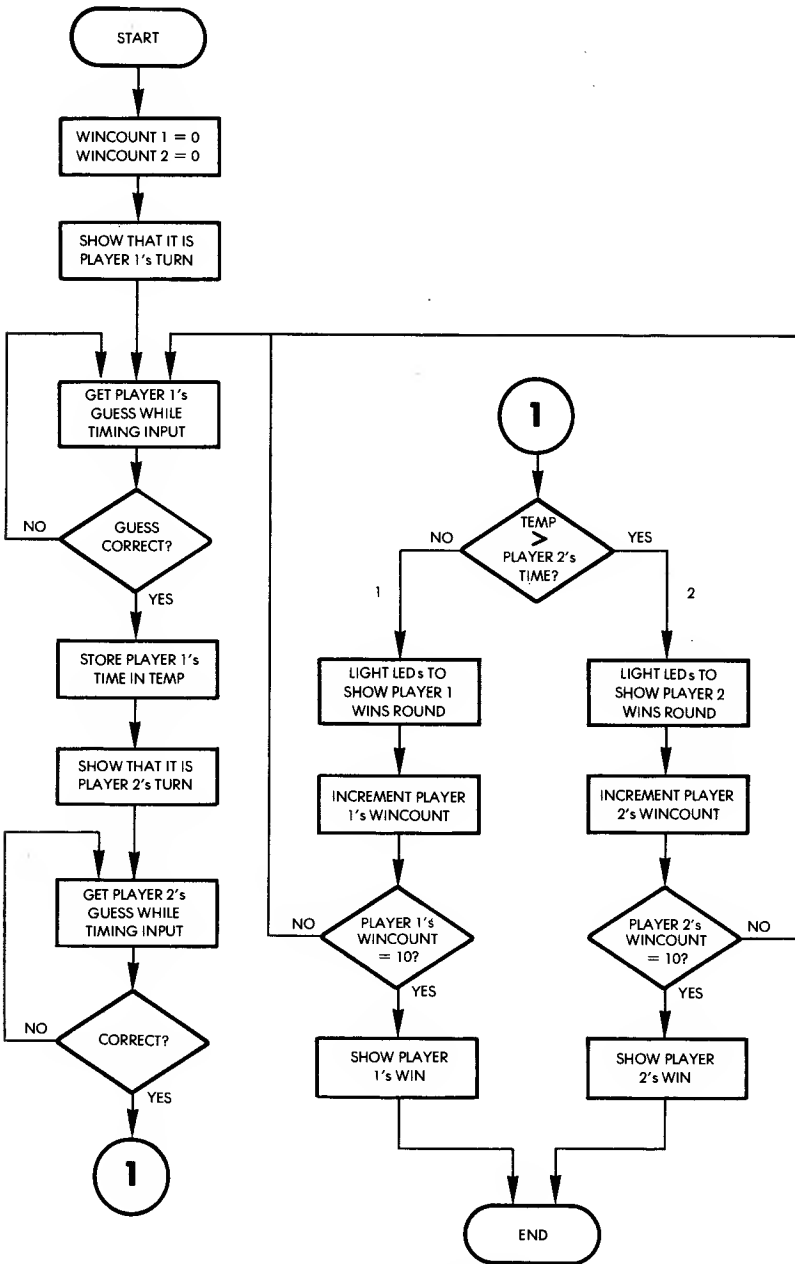 START
WINCOUNT 1 = 0
WINCOUNT 2 = 0
SHOW THAT IT IS
PLAYER 1's TURN
GET PLAYER 1's
GUESS WHILE
TIMING INPUT
NO
GUESS
CORRECT?
YES
STORE PLAYER 1's
TIME IN TEMP
SHOW THAT IT IS
PLAYER 2's TURN
GET PLAYER 2's
GUESS WHILE
TIMING INPUT
NO
CORRECT?
YES
1
1
NO
TEMP
>
PLAYER 2's
TIME?
YES
1
2
LIGHT LEDs TO
SHOW PLAYER 1
WINS ROUND
LIGHT LEDs TO
SHOW PLAYER 2
WINS ROUND
INCREMENT PLAYER
1's WINCOUNT
INCREMENT PLAYER
2's WINCOUNT
NO
PLAYER 1's
WINCOUNT
= 10?
YES
PLAYER 2's
WINCOUNT
= 10?
NO
YES
SHOW PLAYER
1's WIN
SHOW PLAYER
2's WIN
END